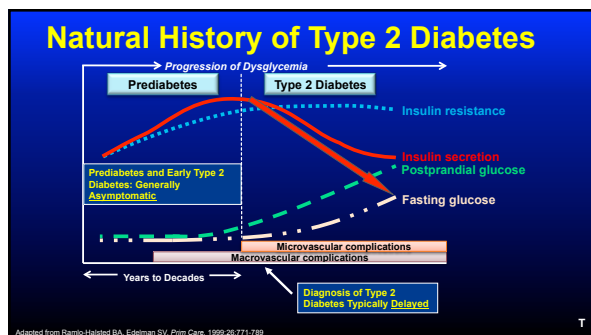 Natural History of Type 2 Diabetes
Progression of Dysglycemia
Prediabetes
Type 2 Diabetes
Insulin resistance
Insulin secretion
Postprandial glucose
Fasting glucose
Prediabetes and Early Type 2
Diabetes: Generally
Asymptomatic
Microvascular complications
Macrovascular complications
Years to Decades
Diagnosis of Type 2
Diabetes Typically Delayed
Adapted from Ramlo-Halsted BA, Edelman SV. Prim Care. 1999;26:771-789
T